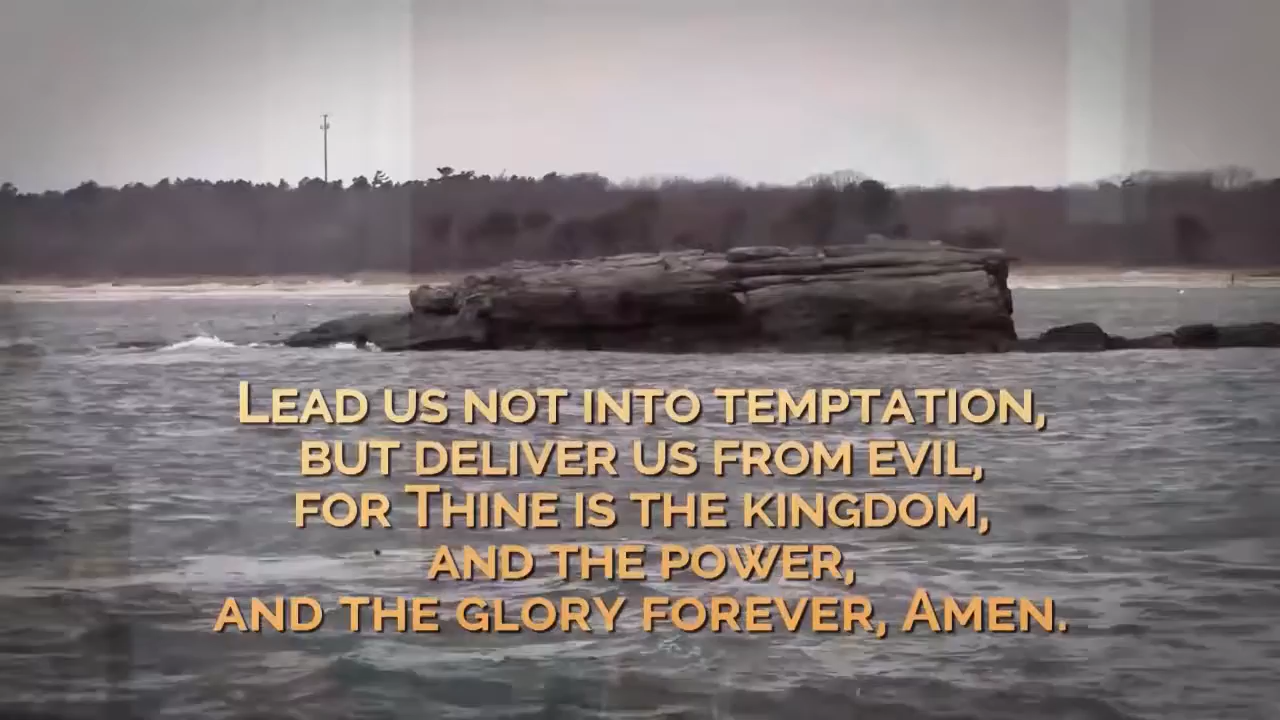 Lead us not into temptation,
but deliver us from evil,
for Thine is the kingdom,
and the power,
and the glory forever, Amen.